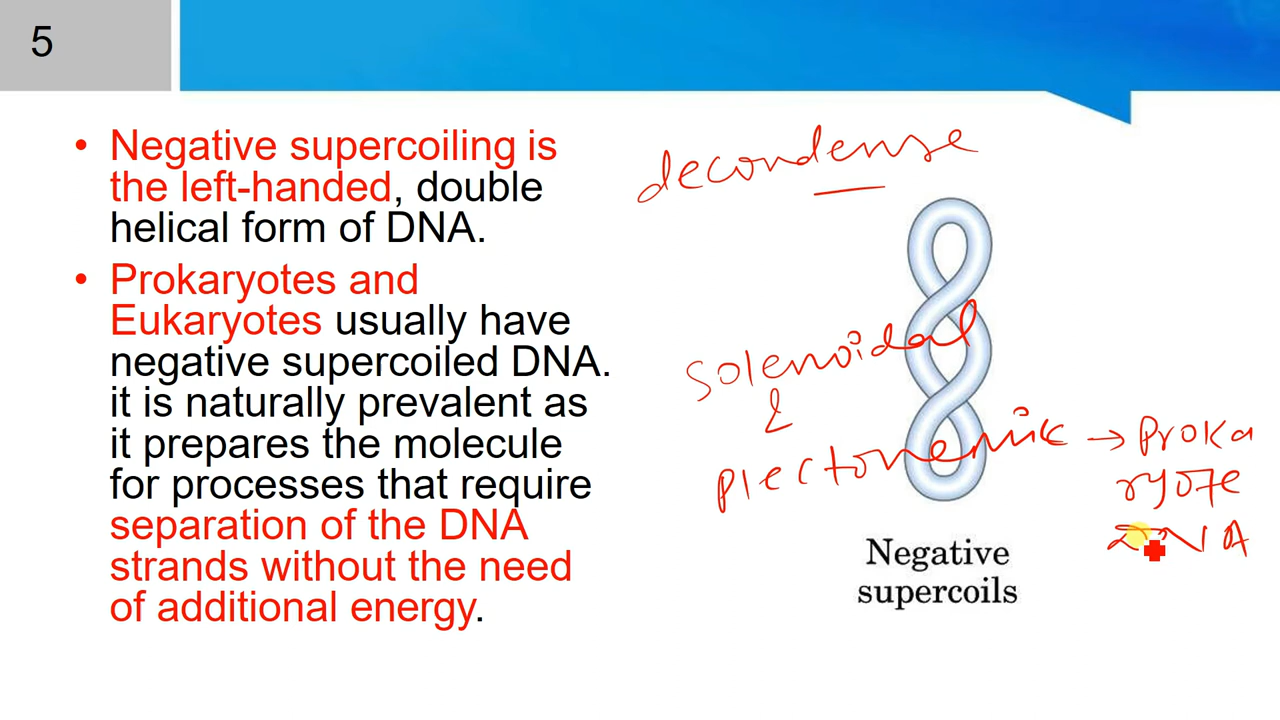 5
• Negative supercoiling is
the left-handed, double
helical form of DNA.
• Prokaryotes and
Eukaryotes usually have
negative supercoiled DNA.
it is naturally prevalent as
it prepares the molecule
for processes that require
separation of the DNA
strands without the need
of additional energy.
decondense
solenoidal
&
plectonemic → Proka
ryote
DNA
Negative
supercoils